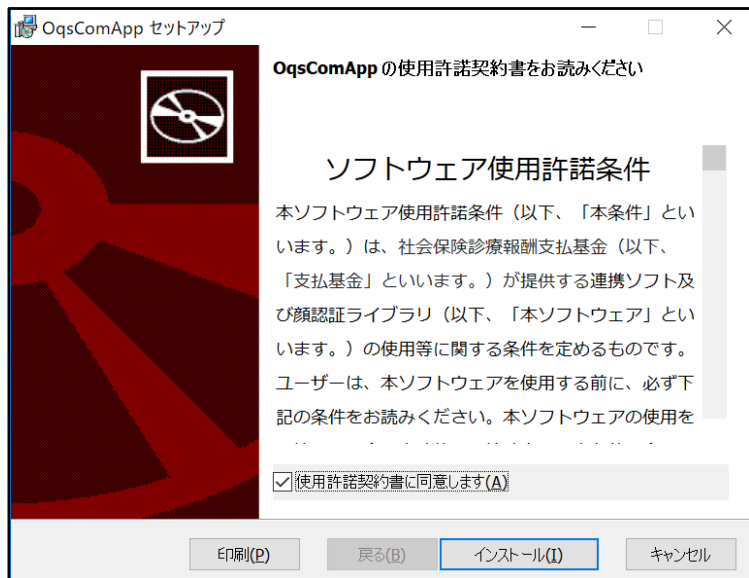 OqsComApp セットアップ
OqsComApp の使用許諾契約書をお読みください
ソフトウェア使用許諾条件
本ソフトウェア使用許諾条件（以下、「本条件」とい
います。）は、社会保険診療報酬支払基金（以下、
「支払基金」といいます。）が提供する連携ソフト及
び顔認証ライブラリ（以下、「本ソフトウェア」とい
います。）の使用等に関する条件を定めるものです。
ユーザーは、本ソフトウェアを使用する前に、必ず下
記の条件をお読みください。本ソフトウェアの使用を
使用許諾契約書に同意します(A)
印刷(P)
戻る(B)
インストール(I)
キャンセル